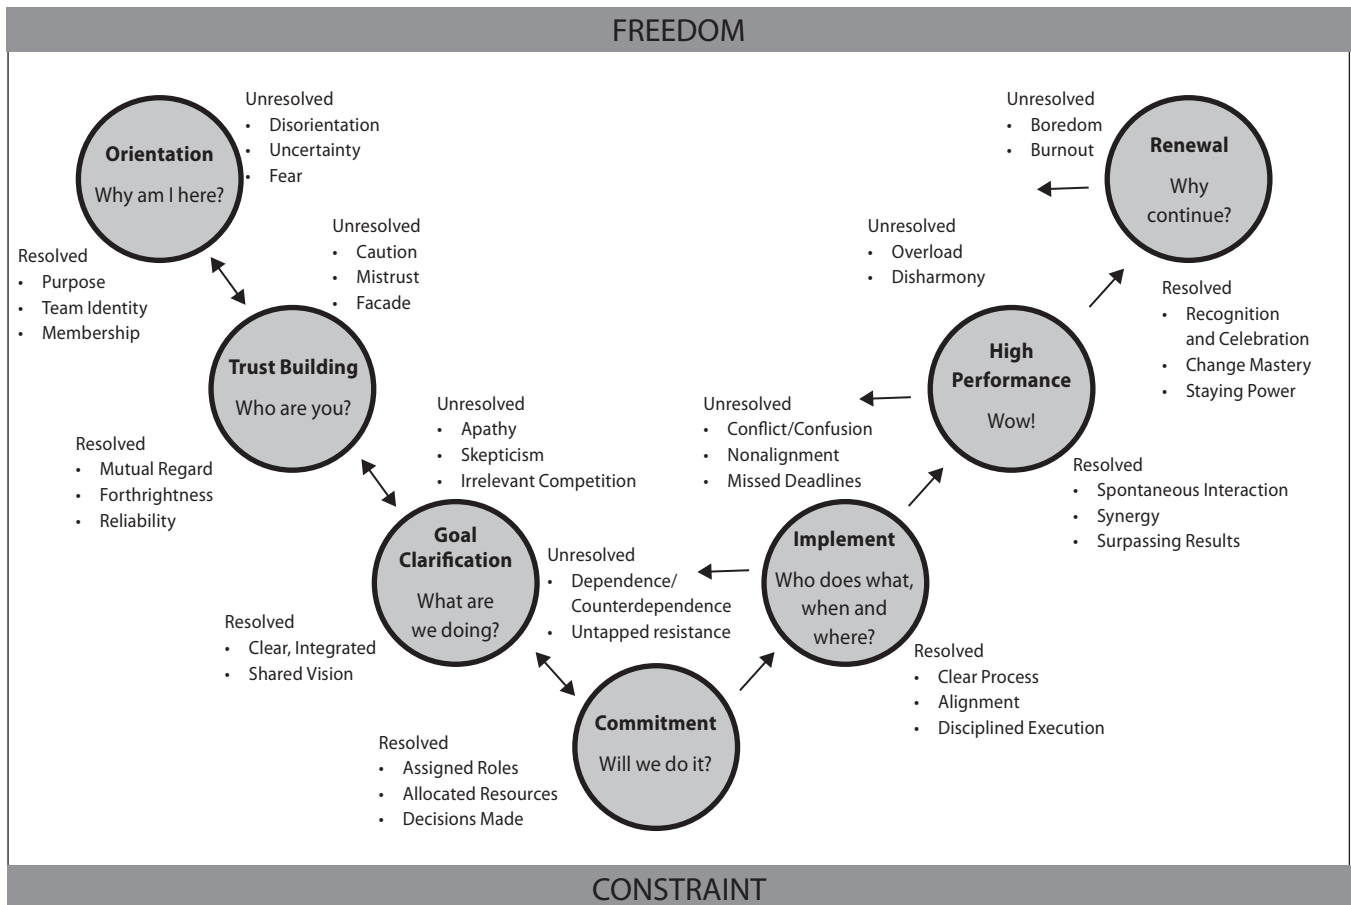 FREEDOM
Orientation
Why am I here?
Unresolved
• Disorientation
• Uncertainty
• Fear
Resolved
• Purpose
• Team Identity
• Membership
Trust Building
Who are you?
Unresolved
• Caution
• Mistrust
• Facade
Resolved
• Mutual Regard
• Forthrightness
• Reliability
Goal
Clarification
What are
we doing?
Unresolved
• Apathy
• Skepticism
• Irrelevant Competition
Resolved
• Clear, Integrated
• Shared Vision
Commitment
Will we do it?
Unresolved
• Dependence/
Counterdependence
• Untapped resistance
Resolved
• Assigned Roles
• Allocated Resources
• Decisions Made
Implement
Who does what,
when and
where?
Unresolved
• Conflict/Confusion
• Nonalignment
• Missed Deadlines
Resolved
• Clear Process
• Alignment
• Disciplined Execution
High
Performance
Wow!
Unresolved
• Overload
• Disharmony
Resolved
• Spontaneous Interaction
• Synergy
• Surpassing Results
Renewal
Why
continue?
Unresolved
• Boredom
• Burnout
Resolved
• Recognition
and Celebration
• Change Mastery
• Staying Power
CONSTRAINT